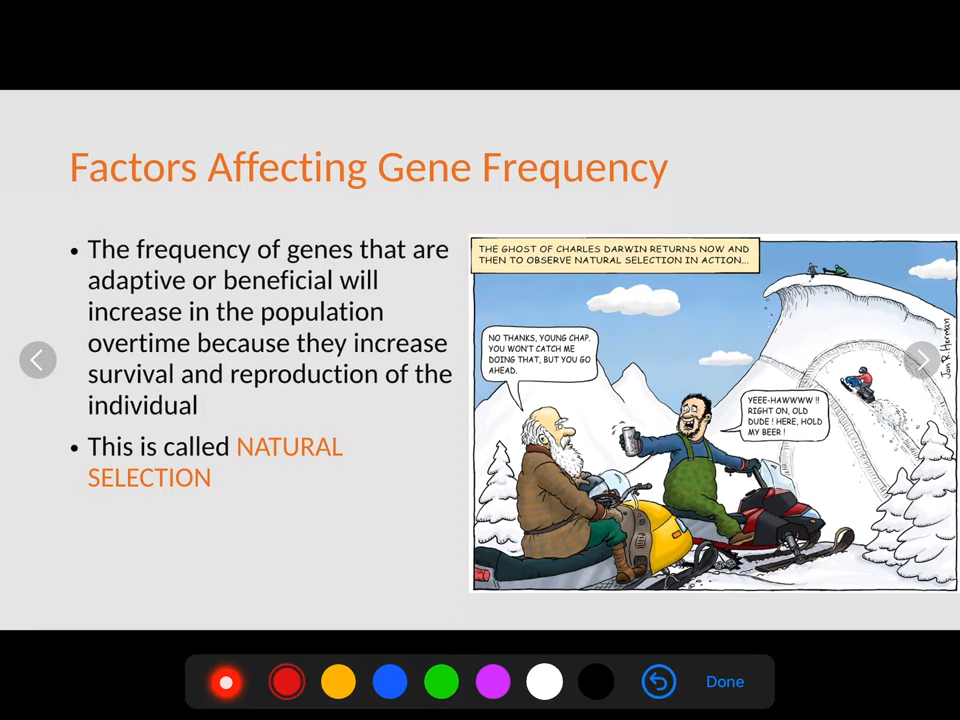 Factors Affecting Gene Frequency
• The frequency of genes that are
adaptive or beneficial will
increase in the population
overtime because they increase
survival and reproduction of the
individual
• This is called NATURAL
SELECTION
THE GHOST OF CHARLES DARWIN RETURNS NOW AND
THEN TO OBSERVE NATURAL SELECTION IN ACTION...
NO THANKS, YOUNG CHAP.
YOU WON'T CATCH ME
DOING THAT, BUT YOU GO
AHEAD.
YEEE-HAWWWW !!
RIGHT ON, OLD
DUDE ! HERE, HOLD
MY BEER !
Jon R. Herman
Done